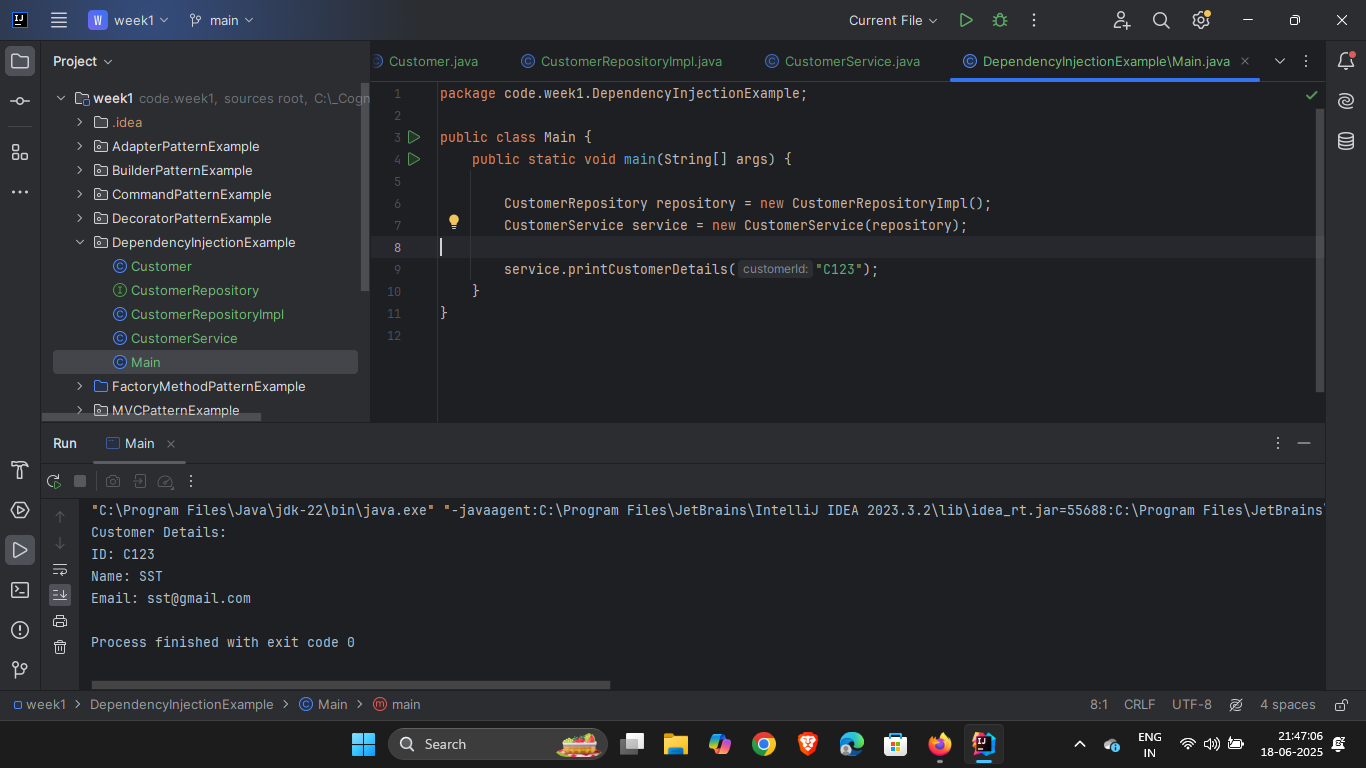 W week1 main Current File
Project
Customer.java CustomerRepositoryImpl.java CustomerService.java DependencyInjectionExample\Main.java
week1 code.week1, sources root, C:\_Cogn
.idea
AdapterPatternExample
BuilderPatternExample
CommandPatternExample
DecoratorPatternExample
DependencyInjectionExample
Customer
CustomerRepository
CustomerRepositoryImpl
CustomerService
Main
FactoryMethodPatternExample
MVCPatternExample
1 package code.week1.DependencyInjectionExample;
2
3 public class Main {
4 public static void main(String[] args) {
5
6 CustomerRepository repository = new CustomerRepositoryImpl();
7 CustomerService service = new CustomerService(repository);
8
9 service.printCustomerDetails( customerId: "C123");
10 }
11 }
12
Run Main
"C:\Program Files\Java\jdk-22\bin\java.exe" "-javaagent:C:\Program Files\JetBrains\IntelliJ IDEA 2023.3.2\lib\idea_rt.jar=55688:C:\Program Files\JetBrains\
Customer Details:
ID: C123
Name: SST
Email: sst@gmail.com
Process finished with exit code 0
week1 > DependencyInjectionExample > Main > main 8:1 CRLF UTF-8 4 spaces
Search
ENG
IN
21:47:06
18-06-2025